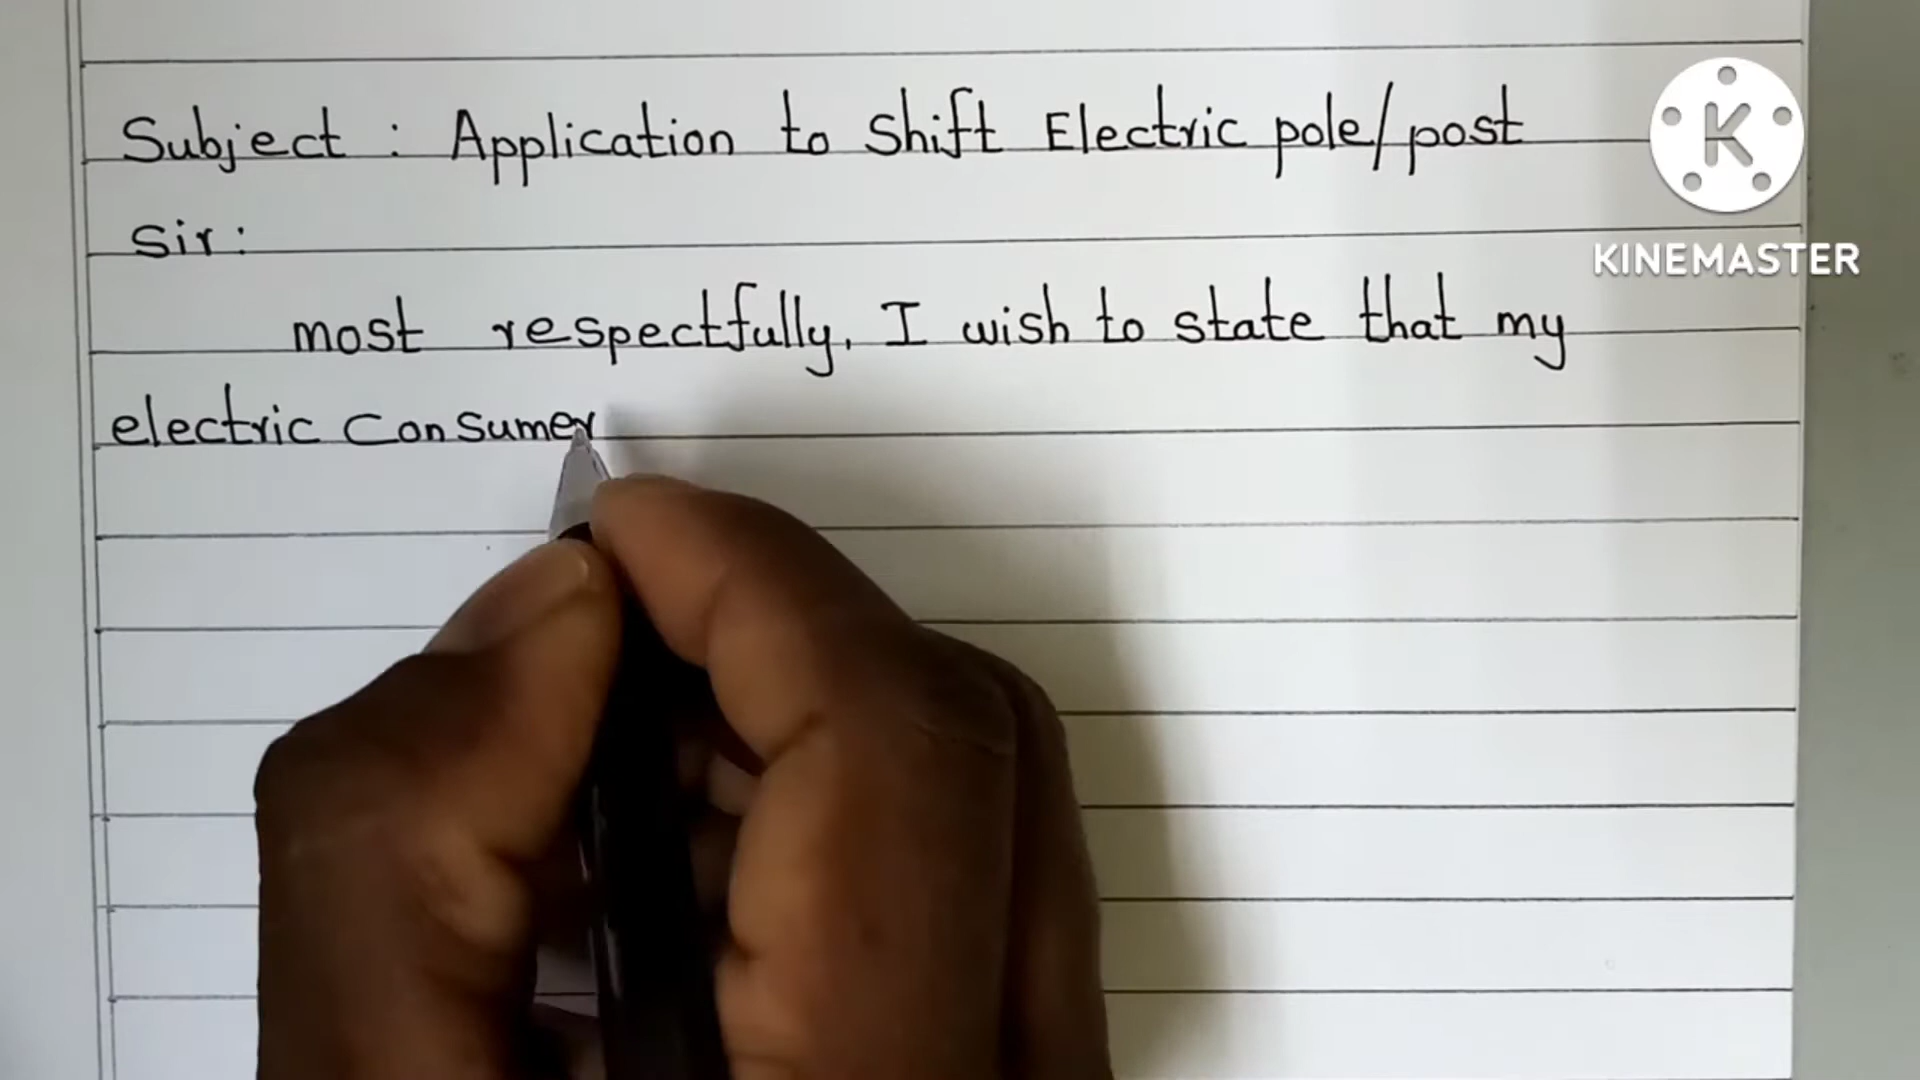 Subject : Application to Shift Electric pole/post
Sir:
most respectfully, I wish to state that my
electric Consumer
K
KINEMASTER